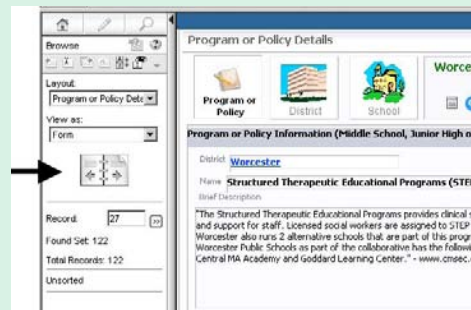 Browse
Layout:
Program or Policy Deta
View as:
Form
Record:
27
Found Set: 122
Total Records: 122
Unsorted
Program or Policy Details
Program or
Policy
District
School
Worce
Program or Policy Information (Middle School, Junior High o
District Worcester
Name Structured Therapeutic Educational Programs (STE
Brief Description
"The Structured Therapeutic Educational Programs provides clinical s
and support for staff. Licensed social workers are assigned to STEP
Worcester also runs 2 alternative schools that are part of this progr
Worcester Public Schools as part of the collaborative has the followi
Central MA Academy and Goddard Learning Center." - www.cmsec.